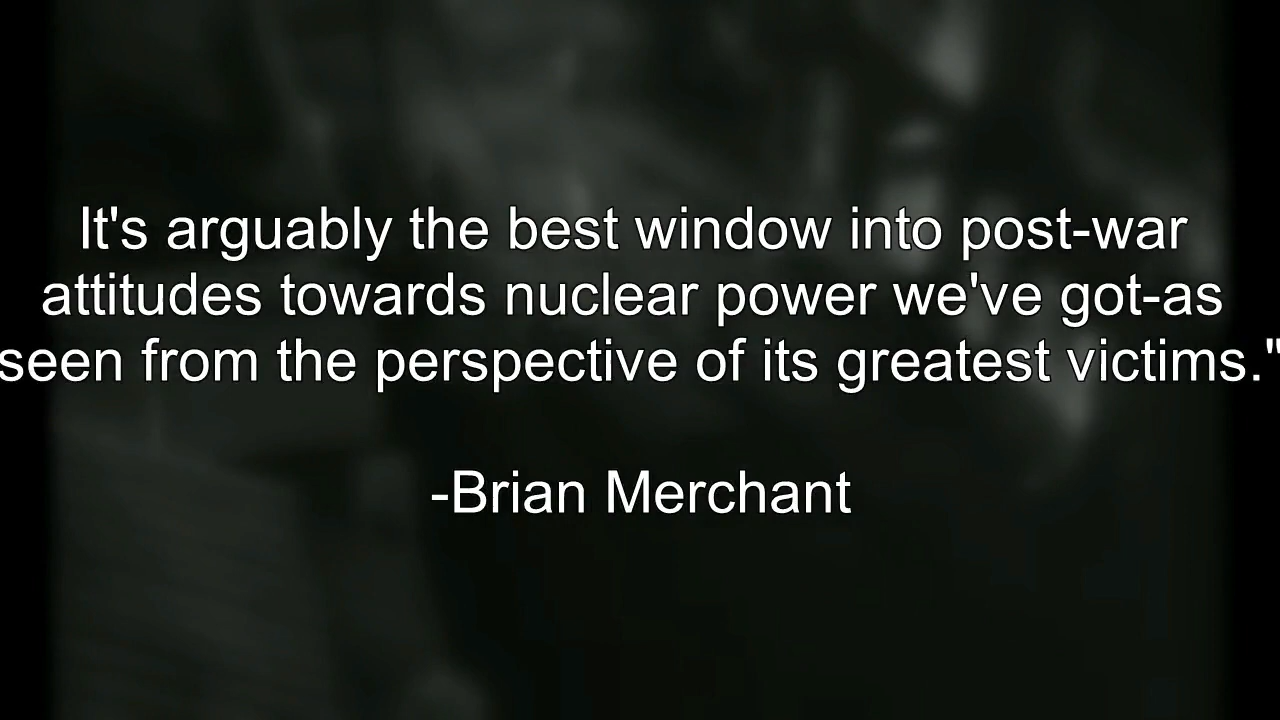 It's arguably the best window into post-war
attitudes towards nuclear power we've got-as
seen from the perspective of its greatest victims."
-Brian Merchant